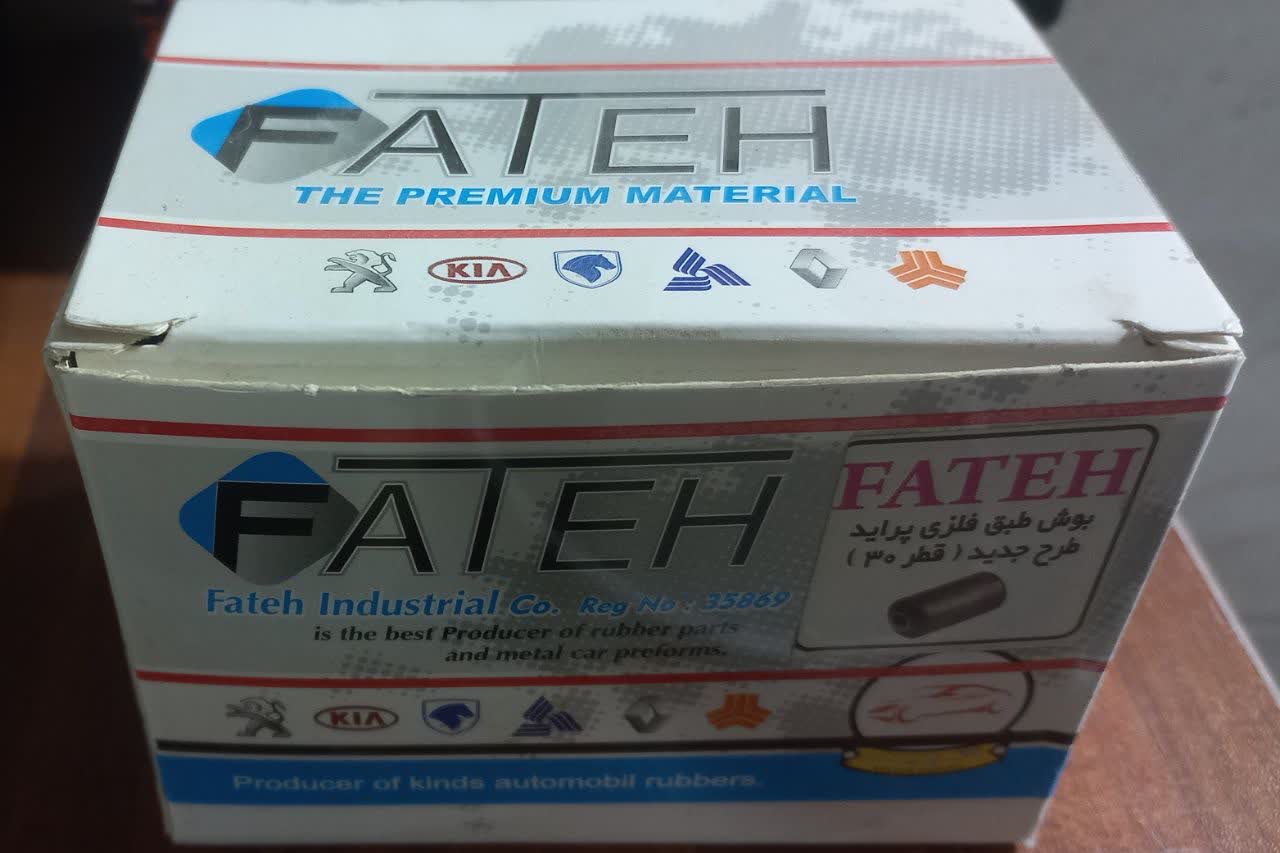 FATEH
THE PREMIUM MATERIAL
KIA
FATEH
Fateh Industrial Co. Reg No : 35869
is the best Producer of rubber parts
and metal car preforms.
FATEH
بوش طبق فلزی پراید
طرح جدید ( قطر ۳۰ )
KIA
Producer of kinds automobil rubbers.